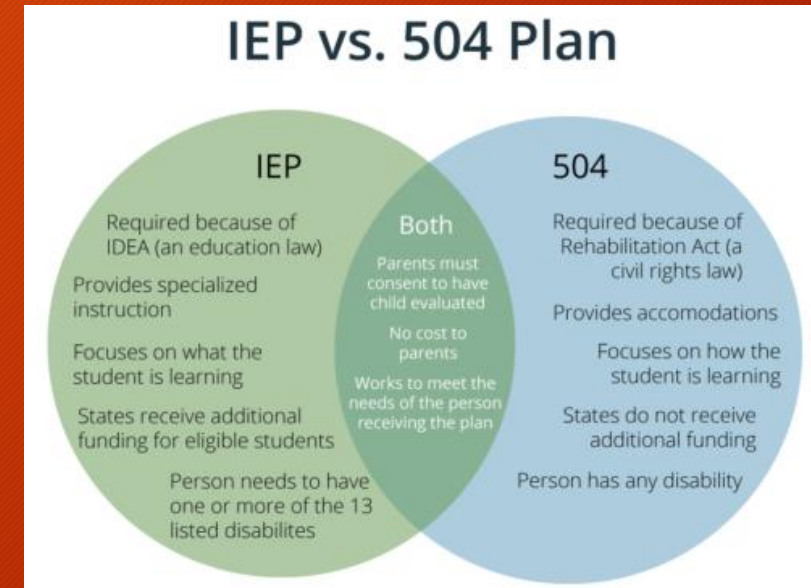 IEP vs. 504 Plan
IEP
Required because of
IDEA (an education law)
Provides specialized
instruction
Focuses on what the
student is learning
States receive additional
funding for eligible students
Person needs to have
one or more of the 13
listed disabilites
Both
Parents must
consent to have
child evaluated
No cost to
parents
Works to meet the
needs of the person
receiving the plan
504
Required because of
Rehabilitation Act (a
civil rights law)
Provides accomodations
Focuses on how the
student is learning
States do not receive
additional funding
Person has any disability